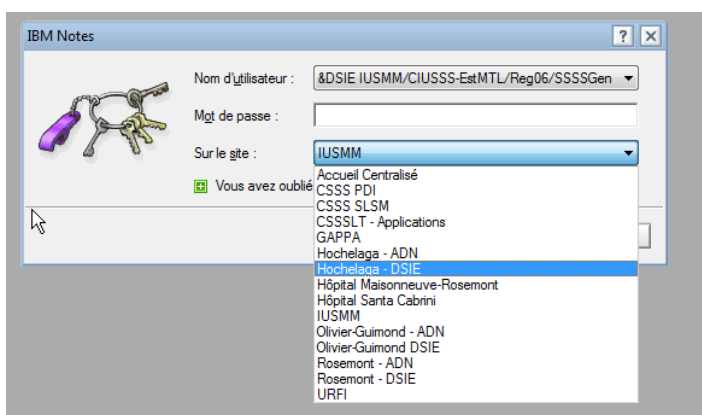 IBM Notes
Nom d'utilisateur : &DSIE IUSMM/CIUSSS-EstMTL/Reg06/SSSSGen
Mot de passe :
Sur le site : IUSMM
Vous avez oublié
Accueil Centralisé
CSSS PDI
CSSS SLSM
CSSSLT - Applications
GAPPA
Hochelaga - ADN
Hochelaga - DSIE
Hôpital Maisonneuve-Rosemont
Hôpital Santa Cabrini
IUSMM
Olivier-Guimond - ADN
Olivier-Guimond DSIE
Rosemont - ADN
Rosemont - DSIE
URFI